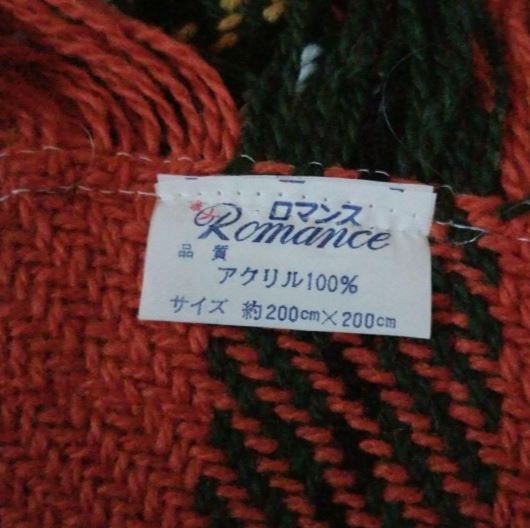 ロマンス
Romance
品質
アクリル100%
サイズ 約200cm×200cm